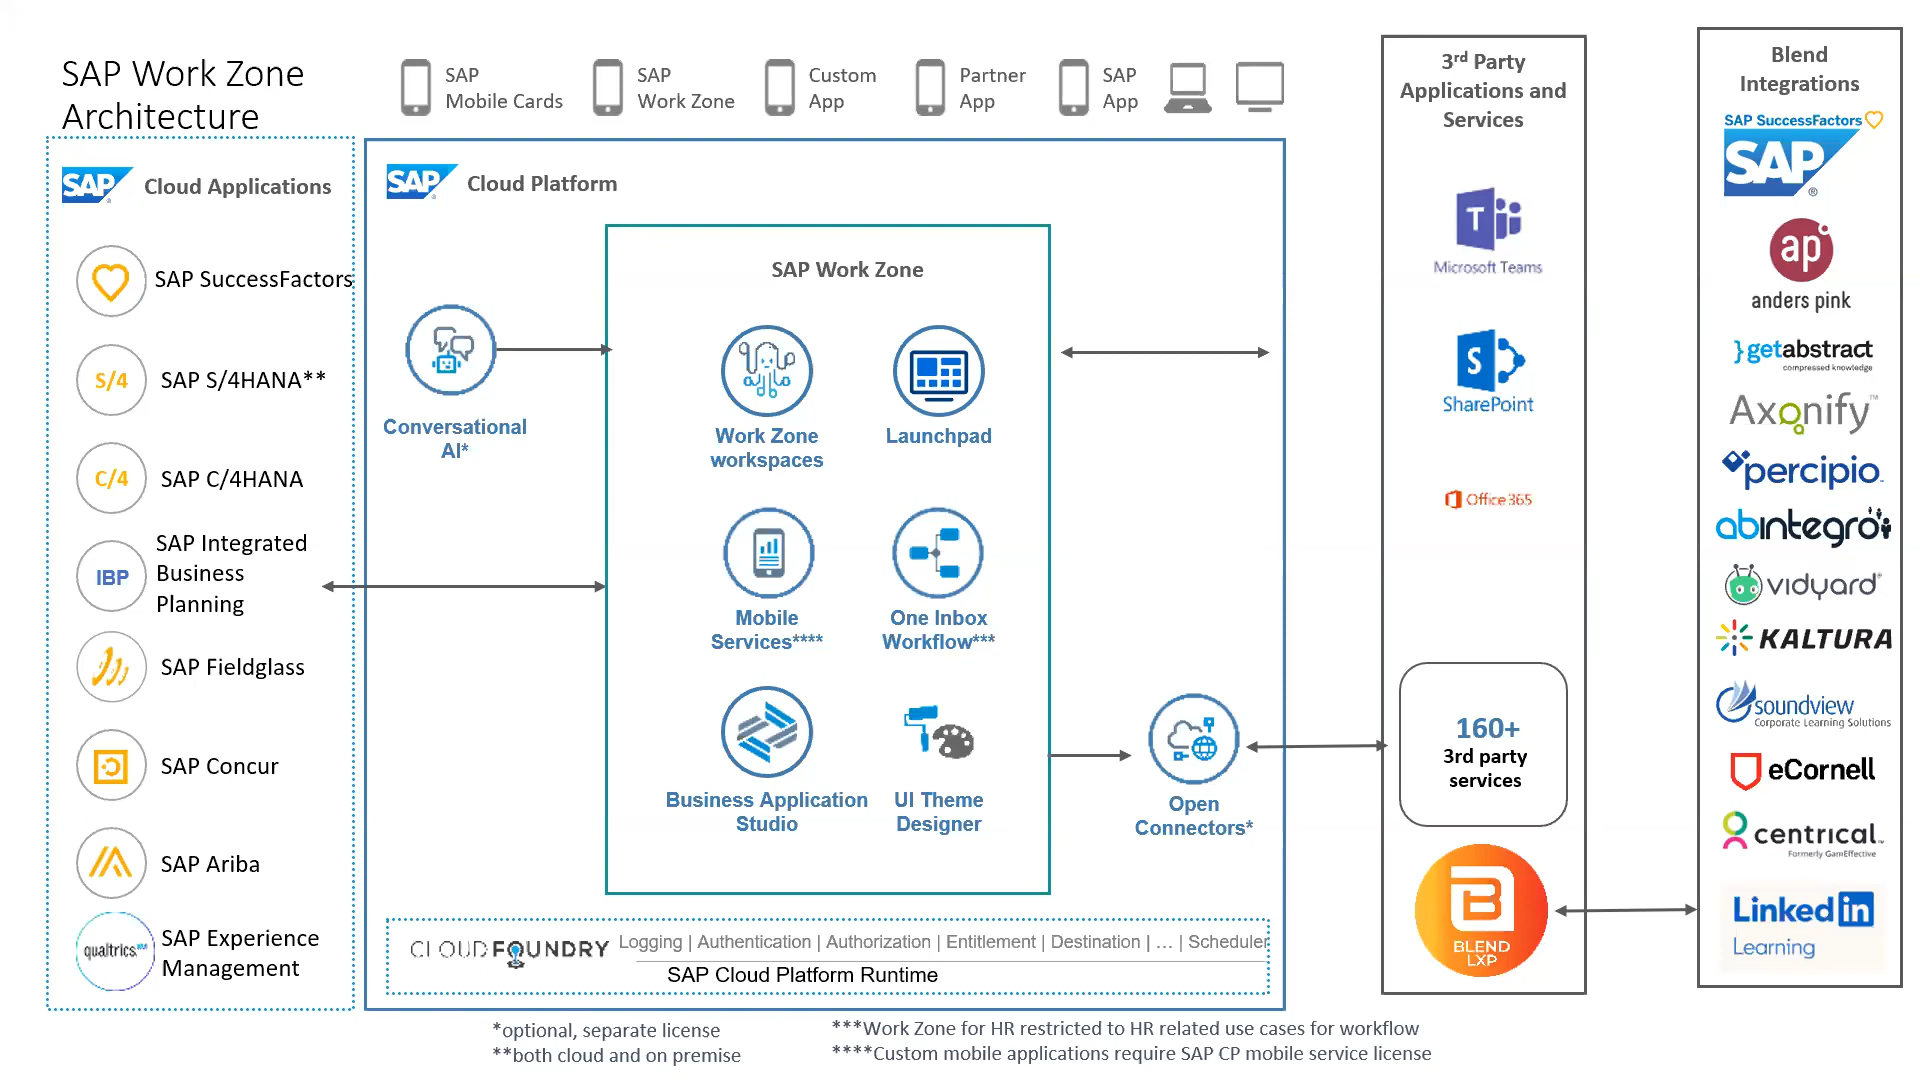 SAP Work Zone
Architecture
SAP
Mobile Cards
SAP
Work Zone
Custom
App
Partner
App
SAP
App
SAP
Cloud Applications
SAP SuccessFactors
S/4
SAP S/4HANA**
C/4
SAP C/4HANA
IBP
SAP Integrated
Business
Planning
SAP Fieldglass
SAP Concur
SAP Ariba
qualtrics XM
SAP Experience
Management
SAP
Cloud Platform
Conversational
AI*
SAP Work Zone
Work Zone
workspaces
Launchpad
Mobile
Services****
One Inbox
Workflow***
Business Application
Studio
UI Theme
Designer
Open
Connectors*
CLOUD FOUNDRY
Logging | Authentication | Authorization | Entitlement | Destination | … | Scheduler
SAP Cloud Platform Runtime
3rd Party
Applications and
Services
Microsoft Teams
SharePoint
Office 365
160+
3rd party
services
BLEND
LXP
Blend
Integrations
SAP SuccessFactors
SAP
ap
anders pink
getabstract
compressed knowledge
Axonify™
percipio
abintegro
vidyard
KALTURA
soundview
Corporate Learning Solutions
eCornell
centrical
Formerly GamEffective
Linked in
Learning
*optional, separate license
**both cloud and on premise
***Work Zone for HR restricted to HR related use cases for workflow
****Custom mobile applications require SAP CP mobile service license